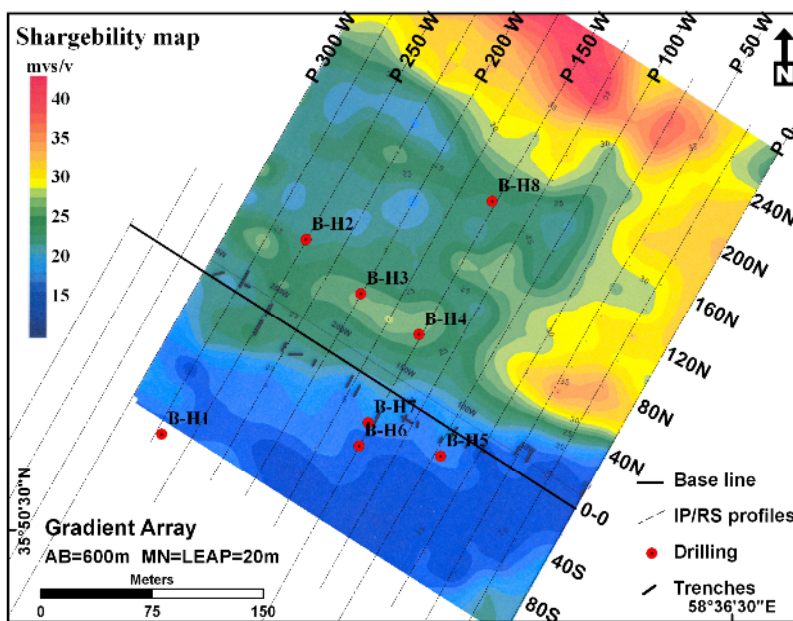 Shargebility map
mvs/v
40
35
30
25
20
15
P 300 W
P 250 W
P 200 W
P 150 W
P 100 W
P 50 W
P 0
N
B-H8
B-H2
B-H3
B-H4
B-H7
B-H1
B-H6
B-H5
240N
200N
160N
120N
80N
40N
0-0
40S
80S
35°50'30"N
Gradient Array
AB=600m MN=LEAP=20m
Meters
0 75 150
Base line
IP/RS profiles
Drilling
Trenches
58°36'30"E